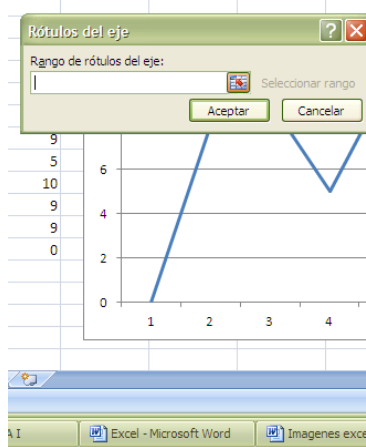 Rótulos del eje
Rango de rótulos del eje:
Seleccionar rango
Aceptar Cancelar
9
5
10
9
9
0
6
4
2
0
1 2 3 4
A I Excel - Microsoft Word Imagenes exce